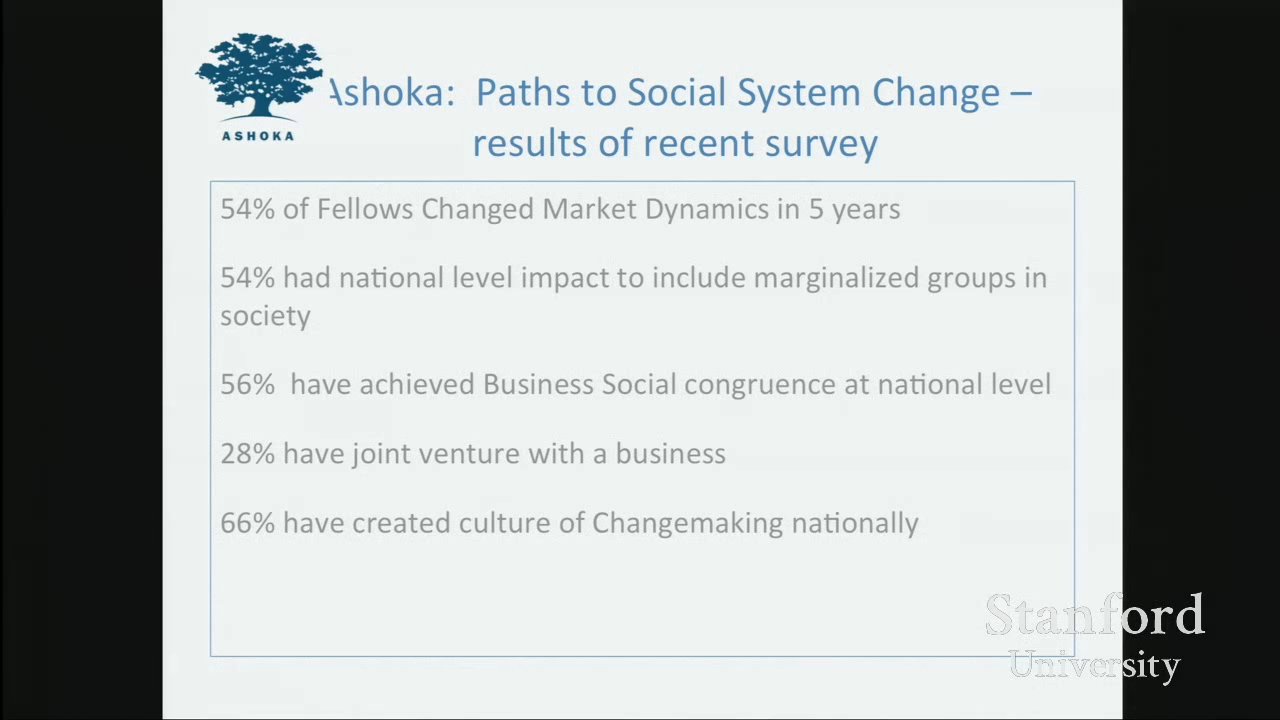 ASHOKA
Ashoka: Paths to Social System Change –
results of recent survey
54% of Fellows Changed Market Dynamics in 5 years
54% had national level impact to include marginalized groups in
society
56% have achieved Business Social congruence at national level
28% have joint venture with a business
66% have created culture of Changemaking nationally
Stanford
University